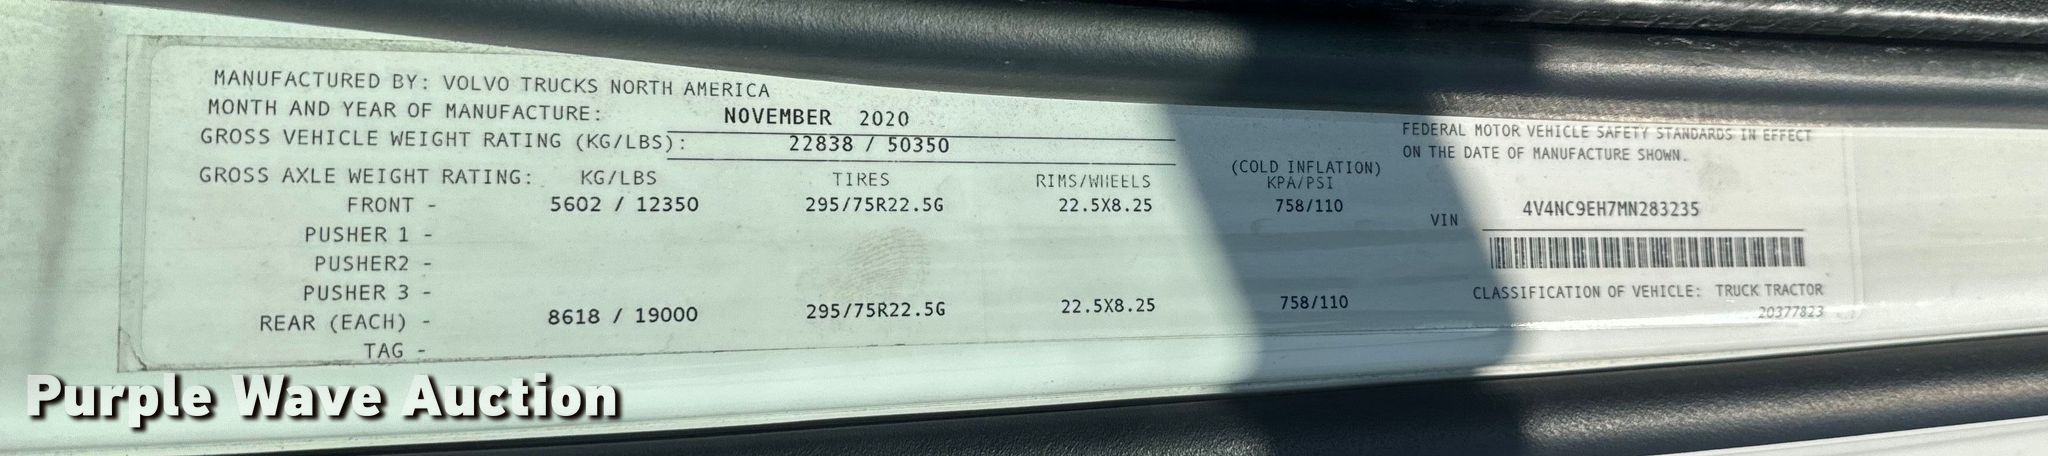 MANUFACTURED BY: VOLVO TRUCKS NORTH AMERICA
MONTH AND YEAR OF MANUFACTURE: NOVEMBER 2020
GROSS VEHICLE WEIGHT RATING (KG/LBS): 22838 / 50350
GROSS AXLE WEIGHT RATING: KG/LBS TIRES RIMS/WHEELS (COLD INFLATION) KPA/PSI
FRONT - 5602 / 12350 295/75R22.5G 22.5X8.25 758/110
PUSHER 1 -
PUSHER2 -
PUSHER 3 -
REAR (EACH) - 8618 / 19000 295/75R22.5G 22.5X8.25 758/110
TAG -
FEDERAL MOTOR VEHICLE SAFETY STANDARDS IN EFFECT
ON THE DATE OF MANUFACTURE SHOWN.
VIN 4V4NC9EH7MN283235
CLASSIFICATION OF VEHICLE: TRUCK TRACTOR
20377823
Purple Wave Auction